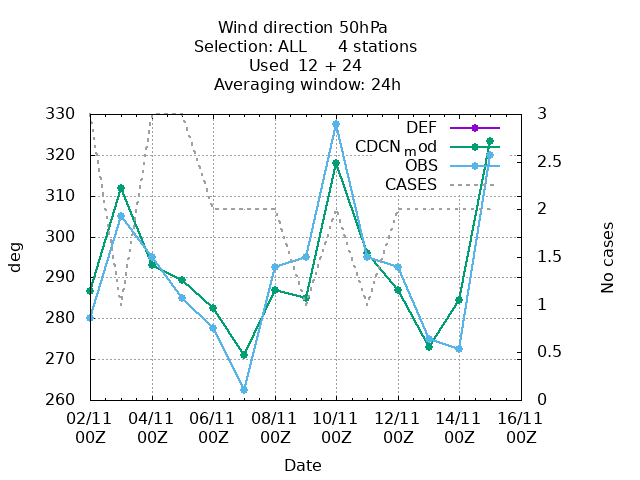 Wind direction 50hPa
Selection: ALL 4 stations
Used 12 + 24
Averaging window: 24h
330 3
DEF
CDCN_mod
320 2.5
OBS
CASES
310 2
300 1.5
deg
No cases
290
280 1
270 0.5
260 0
02/11 04/11 06/11 08/11 10/11 12/11 14/11 16/11
00Z 00Z 00Z 00Z 00Z 00Z 00Z 00Z
Date